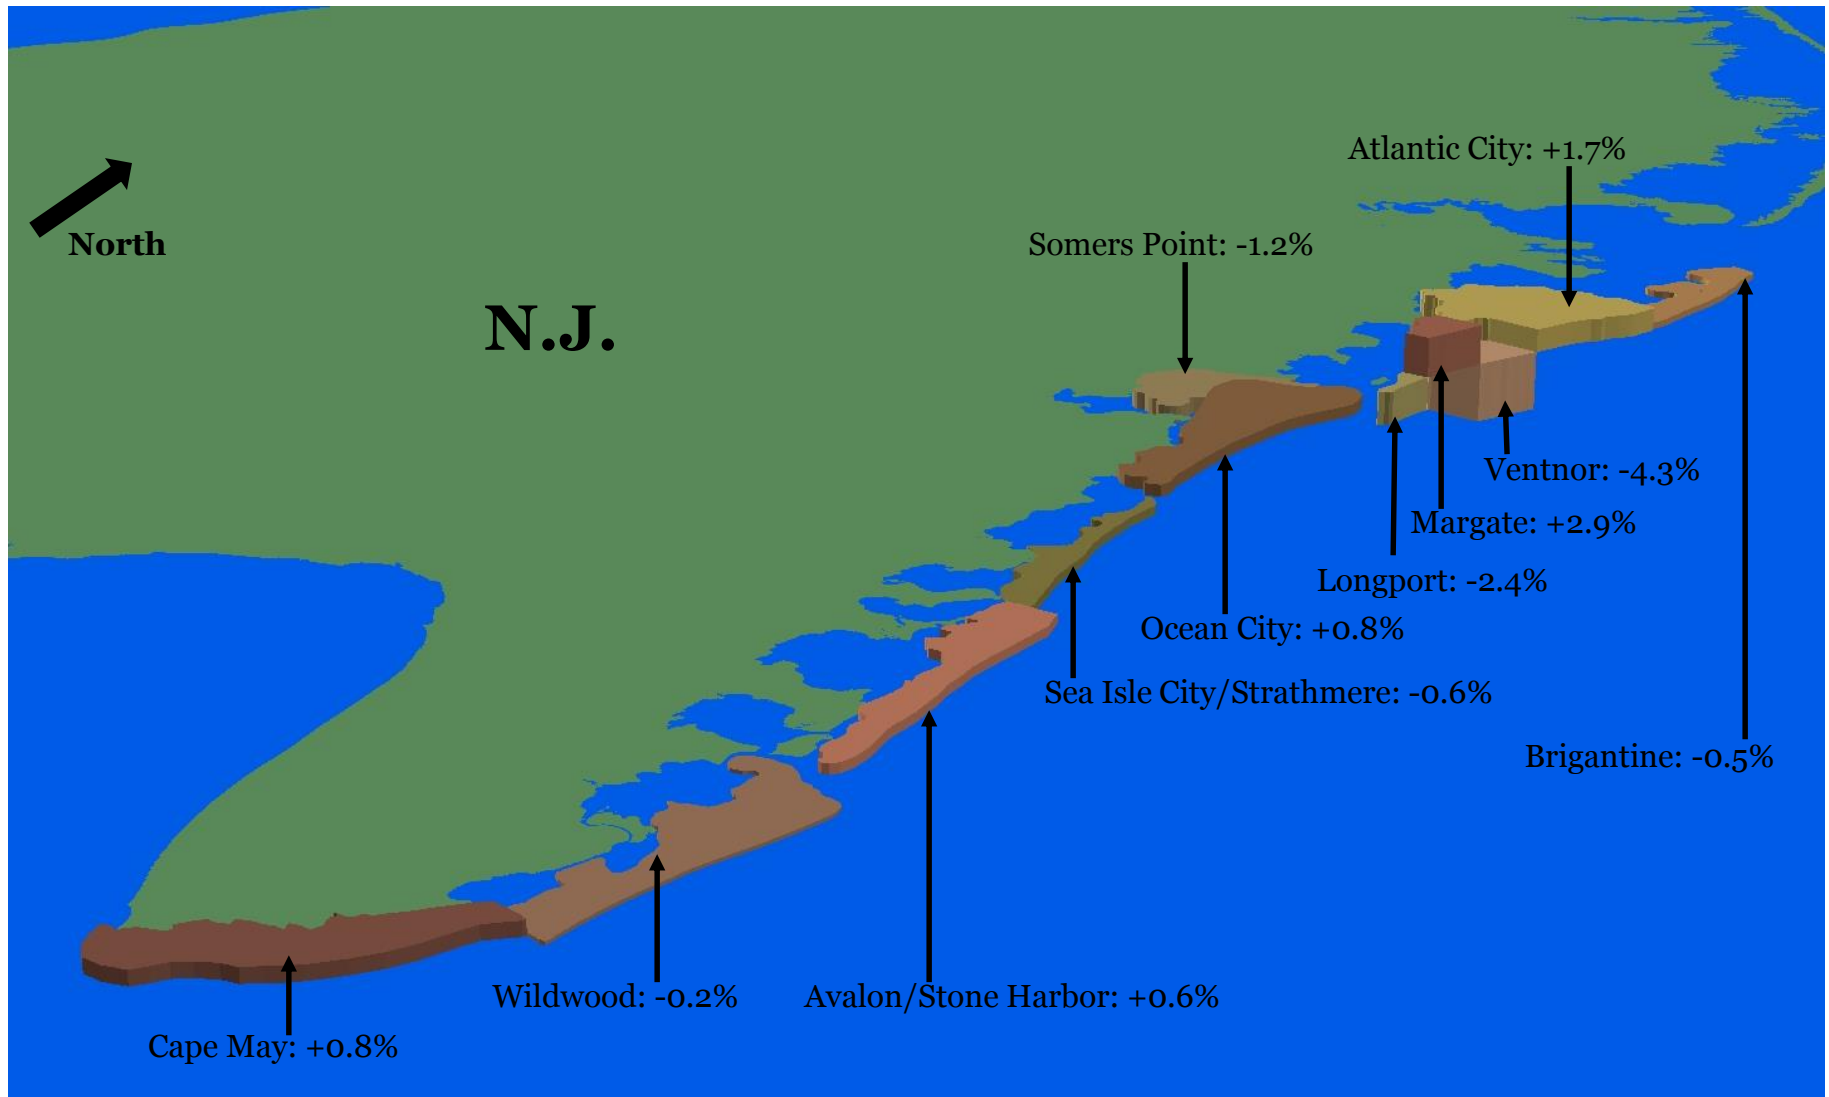 Atlantic City: +1.7%
North
Somers Point: -1.2%
N.J.
Ventnor: -4.3%
Margate: +2.9%
Longport: -2.4%
Ocean City: +0.8%
Sea Isle City/Strathmere: -0.6%
Brigantine: -0.5%
Wildwood: -0.2%
Avalon/Stone Harbor: +0.6%
Cape May: +0.8%